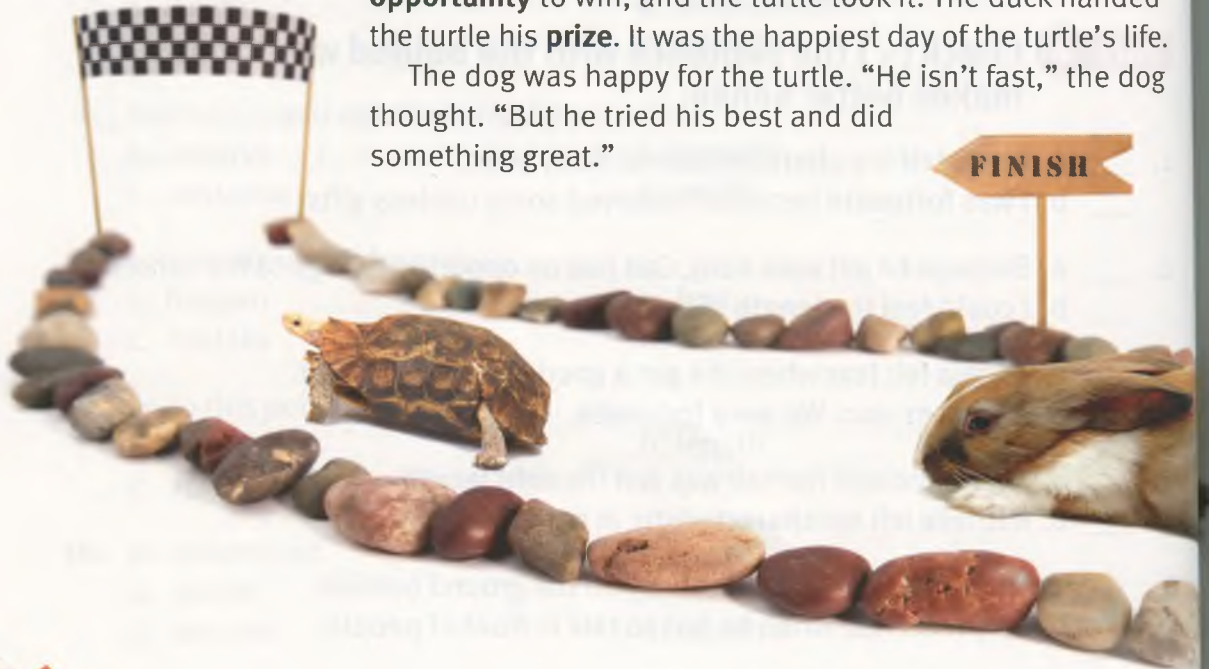 opportunity to win, and the turtle took it. The duck handed
the turtle his prize. It was the happiest day of the turtle’s life.
The dog was happy for the turtle. “He isn’t fast,” the dog
thought. “But he tried his best and did
something great.”
FINISH